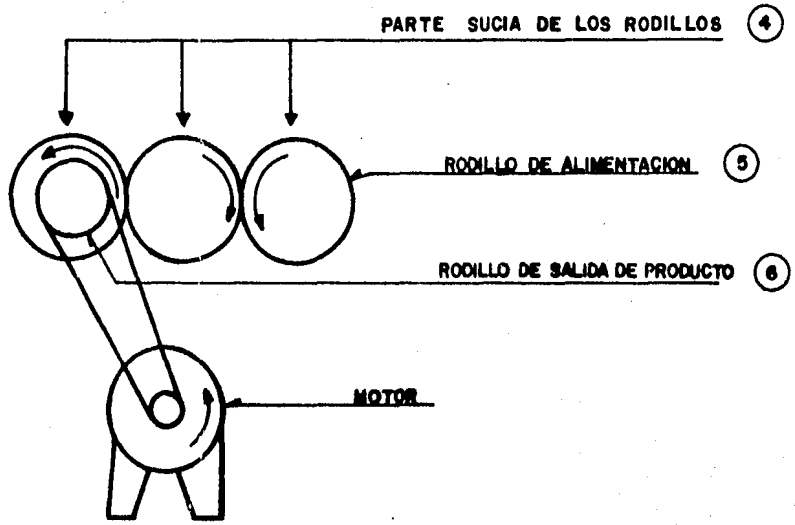 PARTE SUCIA DE LOS RODILLOS 4
RODILLO DE ALIMENTACION 5
RODILLO DE SALIDA DE PRODUCTO 6
MOTOR